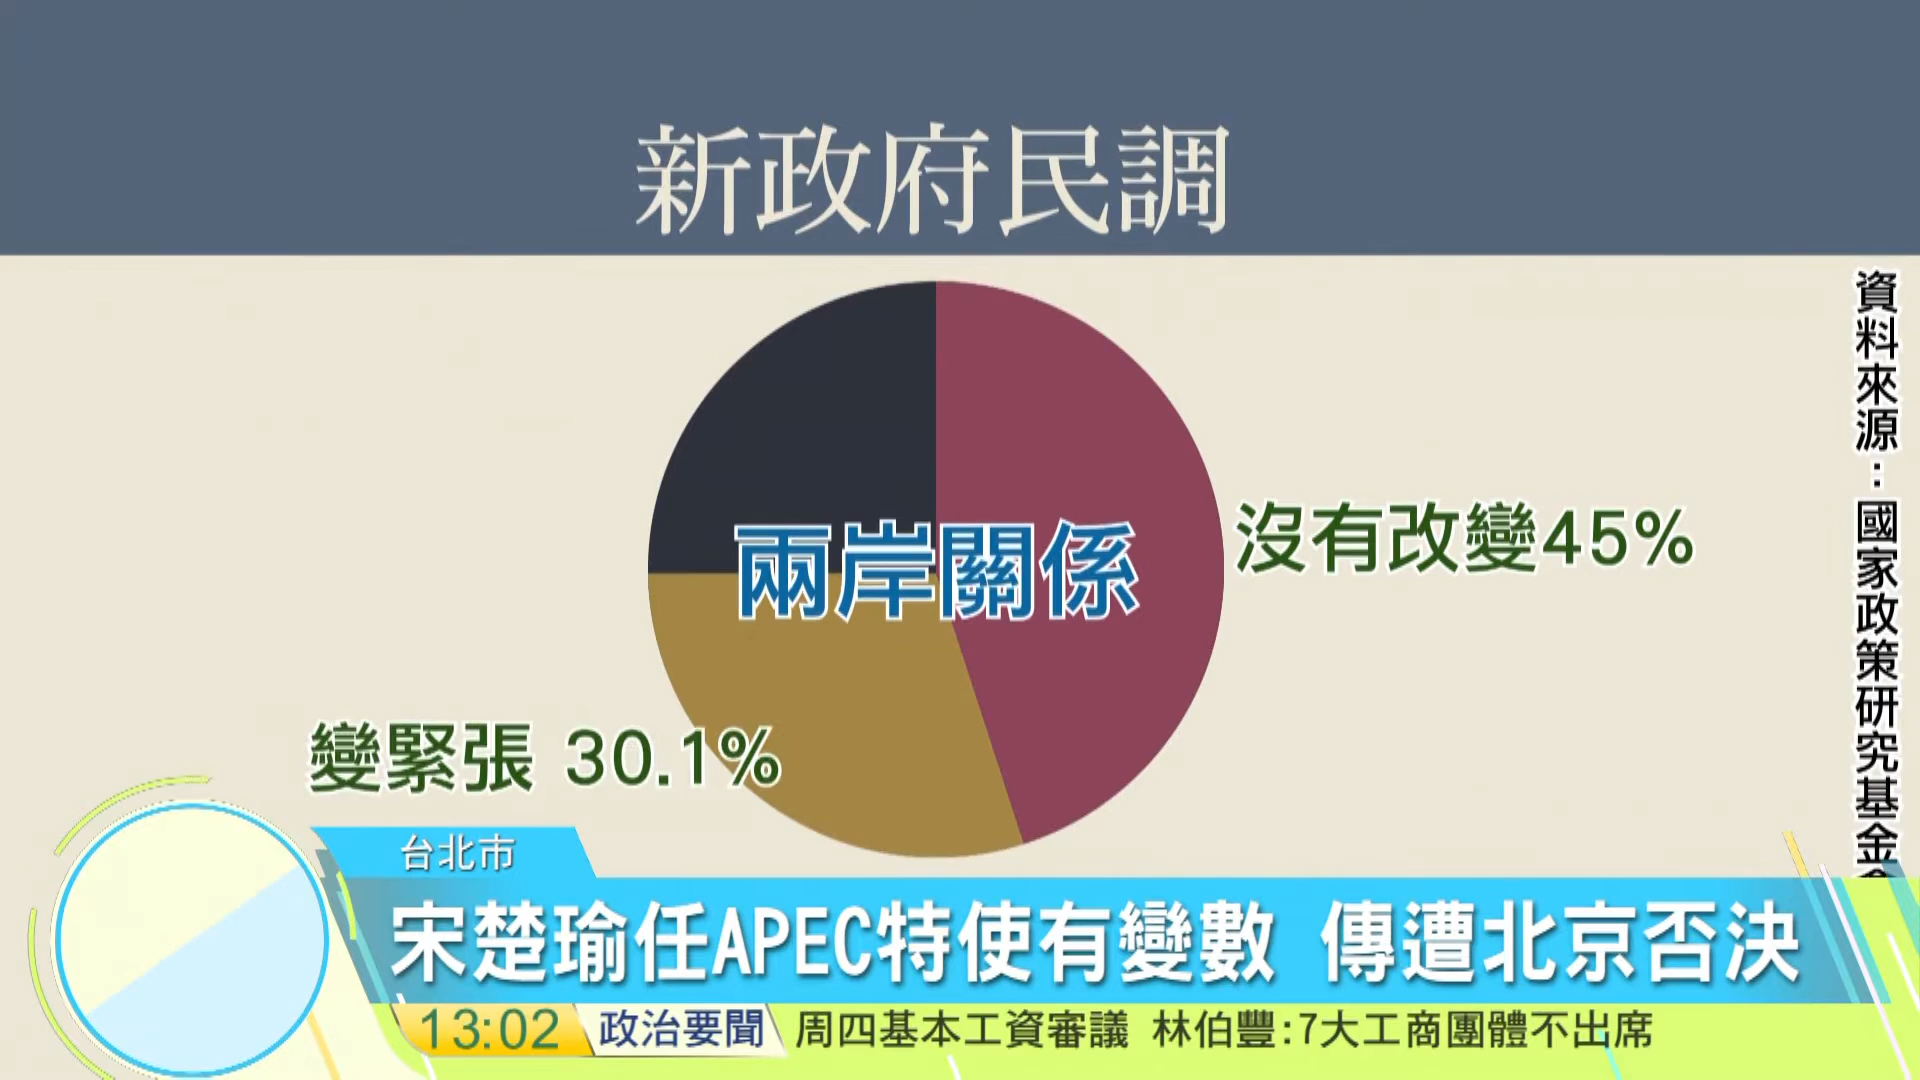 新政府民調
資料來源：國家政策研究基金會
兩岸關係
沒有改變45%
變緊張 30.1%
台北市
宋楚瑜任APEC特使有變數 傳遭北京否決
13:02 政治要聞 周四基本工資審議 林伯豐:7大工商團體不出席